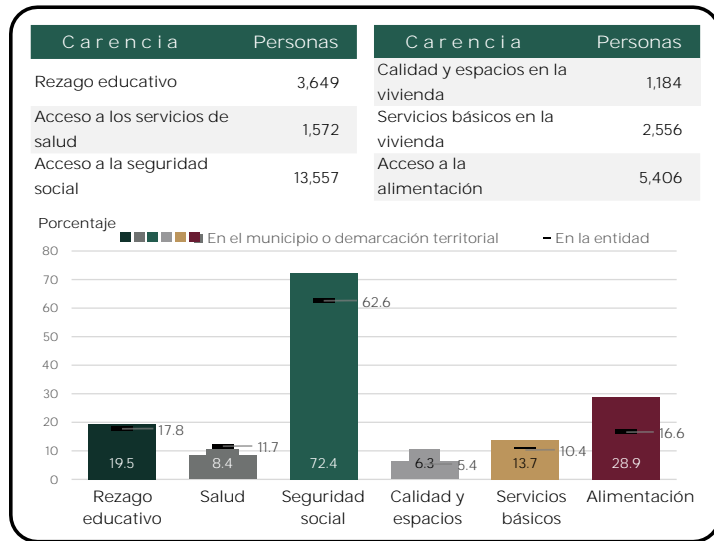 Carencia Personas
Rezago educativo 3,649
Acceso a los servicios de
salud 1,572
Acceso a la seguridad
social 13,557
Carencia Personas
Calidad y espacios en la
vivienda 1,184
Servicios básicos en la
vivienda 2,556
Acceso a la
alimentación 5,406
Porcentaje
En el municipio o demarcación territorial En la entidad
80
70
60
50
40
30
20
10
0
62.6
17.8 11.7 5.4 10.4 16.6
19.5 8.4 72.4 6.3 13.7 28.9
Rezago educativo
Salud
Seguridad social
Calidad y espacios
Servicios básicos
Alimentación